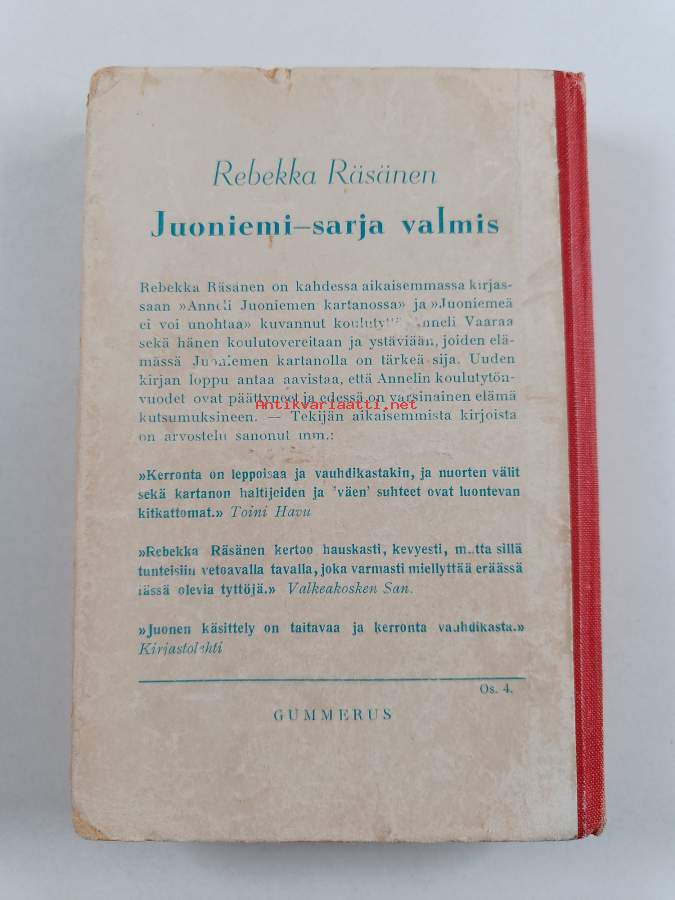 Rebekka Räsänen
Juoniemi–sarja valmis
Rebekka Räsänen on kahdessa aikaisemmassa kirjas-
saan »Anneli Juoniemen kartanossa» ja »Juoniemeä
ei voi unohtaa» kuvannut koulutyttö Anneli Vaaraa
sekä hänen koulutovereitaan ja ystäviään, joiden elä-
mässä Juoniemen kartanolla on tärkeä sija. Uuden
kirjan loppu antaa aavistaa, että Annelin koulutytön-
vuodet ovat päättyneet ja edessä on varsinainen elämä
Antikvariaatti.net
kutsumuksineen. — Tekijän aikaisemmista kirjoista
on arvostelu sanonut mm.:
»Kerronta on leppoisaa ja vauhdikastakin, ja nuorten välit
sekä kartanon haltijoiden ja 'väen' suhteet ovat luontevan
kitkattomat.» Toini Havu
»Rebekka Räsänen kertoo hauskasti, kevyesti, mutta sillä
tunteisiin vetoavalla tavalla, joka varmasti miellyttää eräässä
iässä olevia tyttöjä.» Valkeakosken San.
»Juonen käsittely on taitavaa ja kerronta vauhdikasta.»
Kirjastolehti
Os. 4.
GUMMERUS